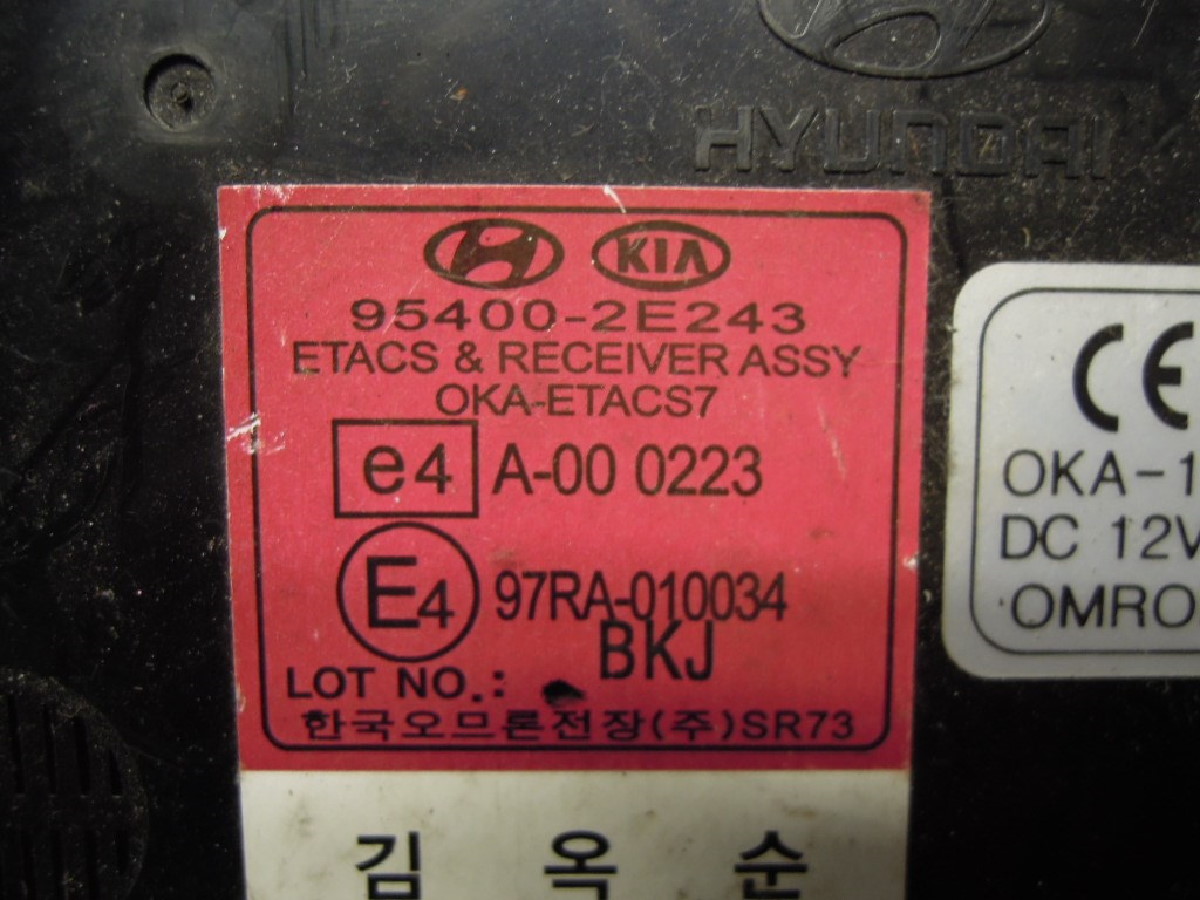 HYUNDAI
KIA
95400-2E243
ETACS & RECEIVER ASSY
OKA-ETACS7
e4 A-00 0223
E4 97RA-010034
BKJ
LOT NO.:
한국오므론전장(주)SR73
김 옥 순
CE
OKA-1
DC 12V
OMRO